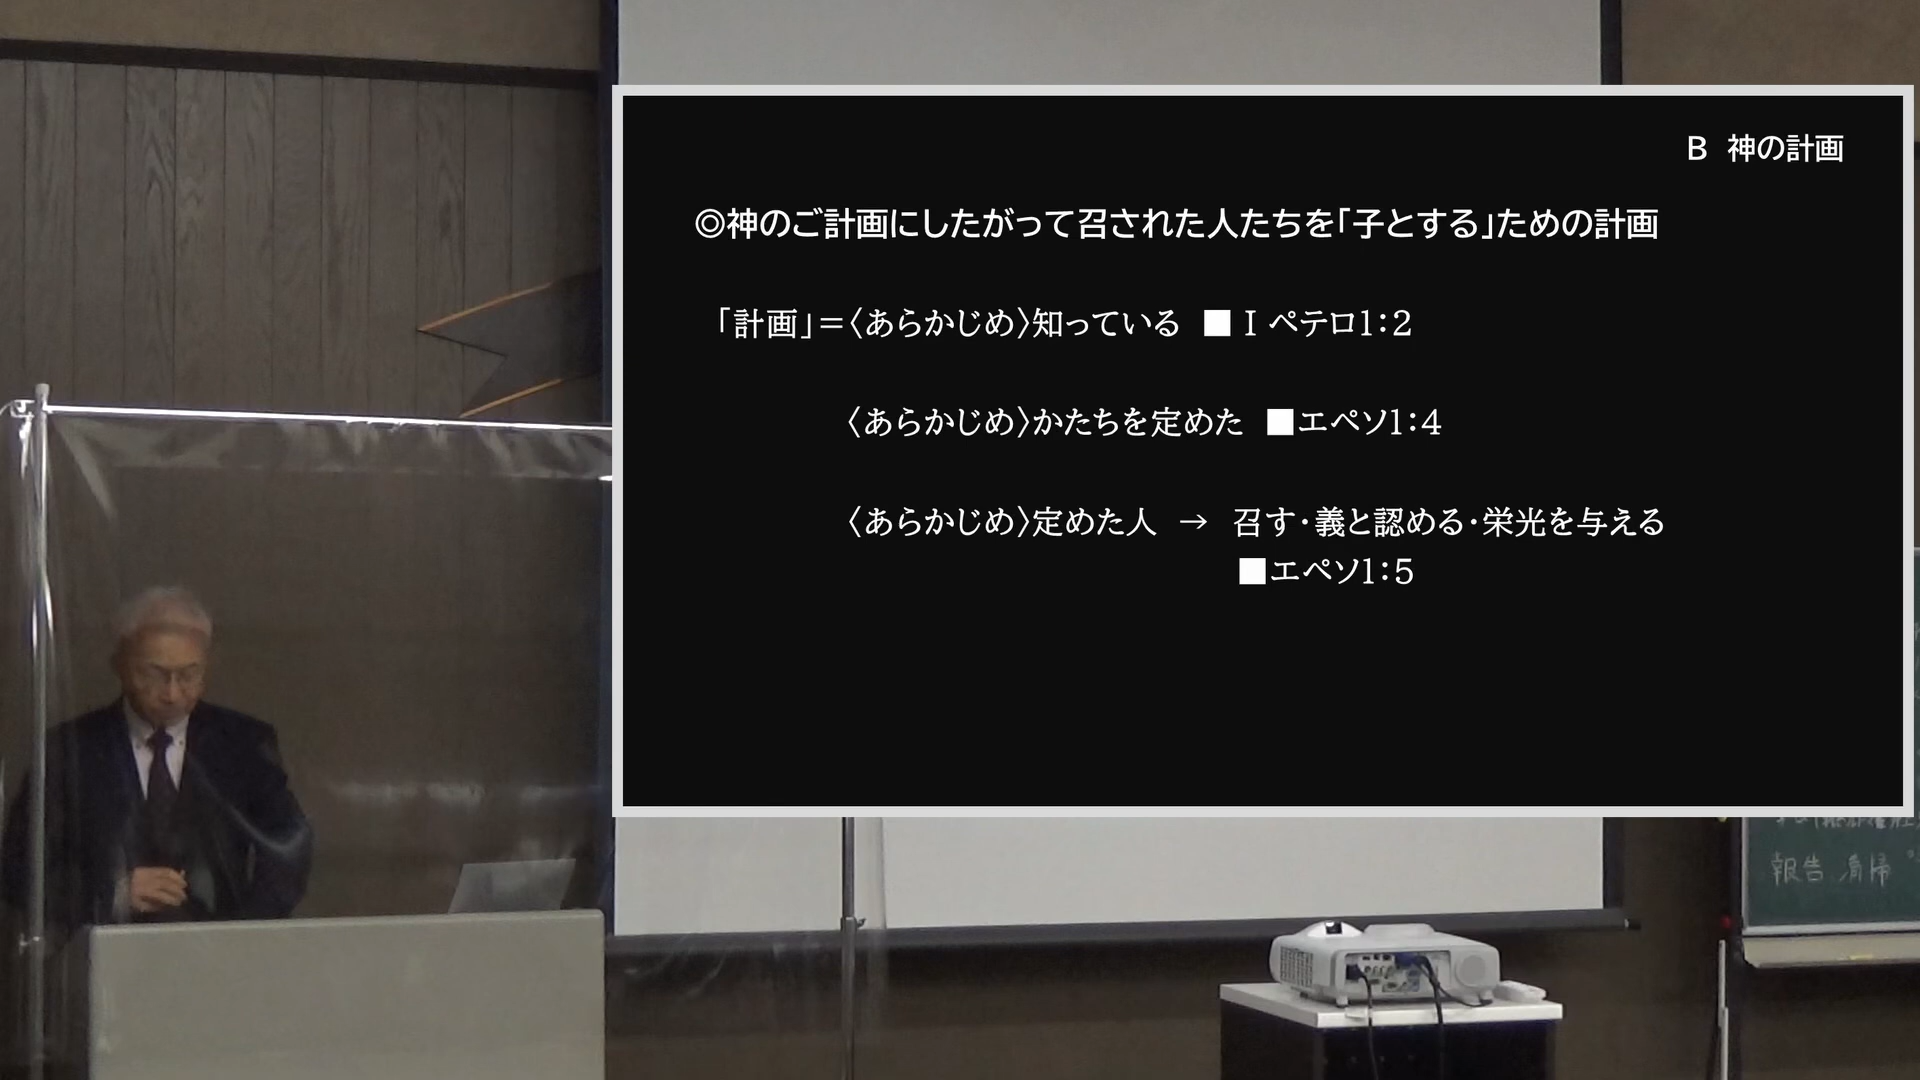 B 神の計画
◎神のご計画にしたがって召された人たちを「子とする」ための計画
「計画」＝〈あらかじめ〉知っている ■Ⅰペテロ1：2
〈あらかじめ〉かたちを定めた ■エペソ1：4
〈あらかじめ〉定めた人 → 召す・義と認める・栄光を与える
■エペソ1：5
報告 清掃